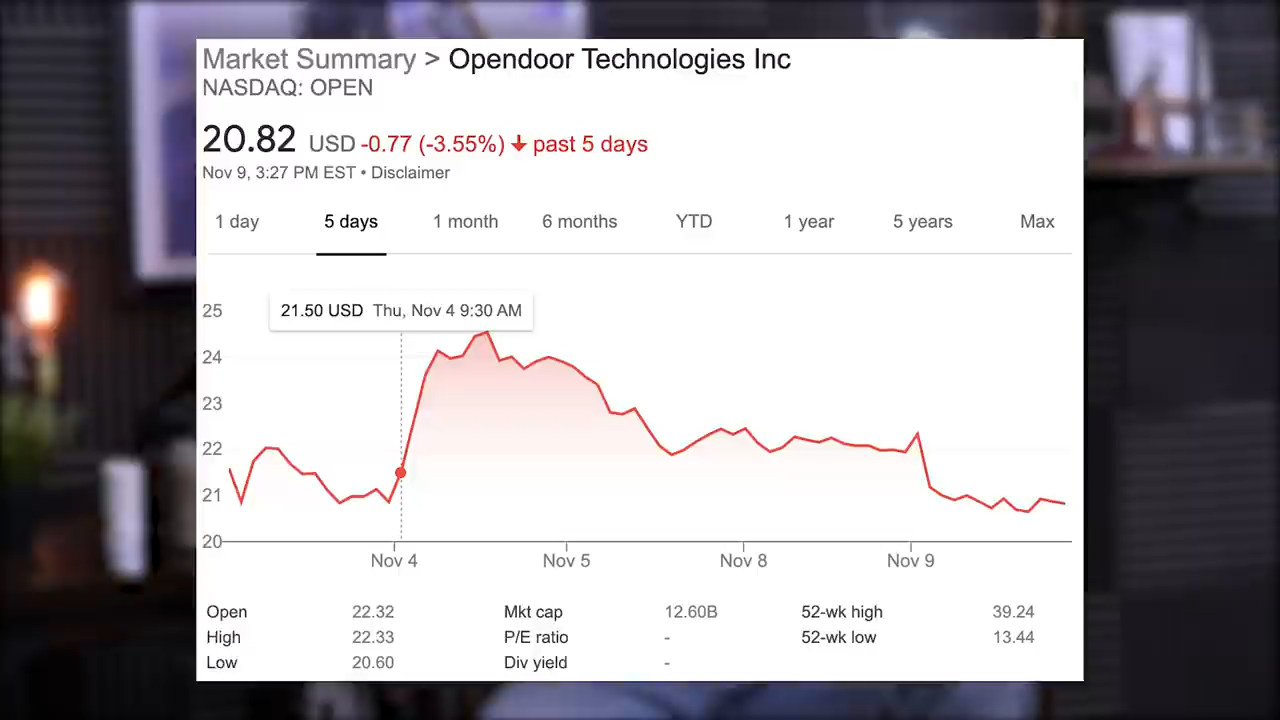 Market Summary > Opendoor Technologies Inc
NASDAQ: OPEN
20.82 USD -0.77 (-3.55%) ↓ past 5 days
Nov 9, 3:27 PM EST • Disclaimer
1 day 5 days 1 month 6 months YTD 1 year 5 years Max
21.50 USD Thu, Nov 4 9:30 AM
25
24
23
22
21
20
Nov 4 Nov 5 Nov 8 Nov 9
Open 22.32 Mkt cap 12.60B 52-wk high 39.24
High 22.33 P/E ratio - 52-wk low 13.44
Low 20.60 Div yield -